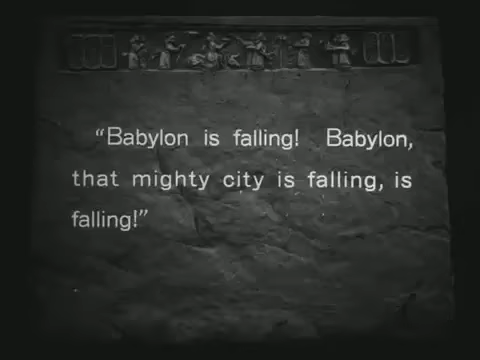 “Babylon is falling! Babylon,
that mighty city is falling, is
falling!”